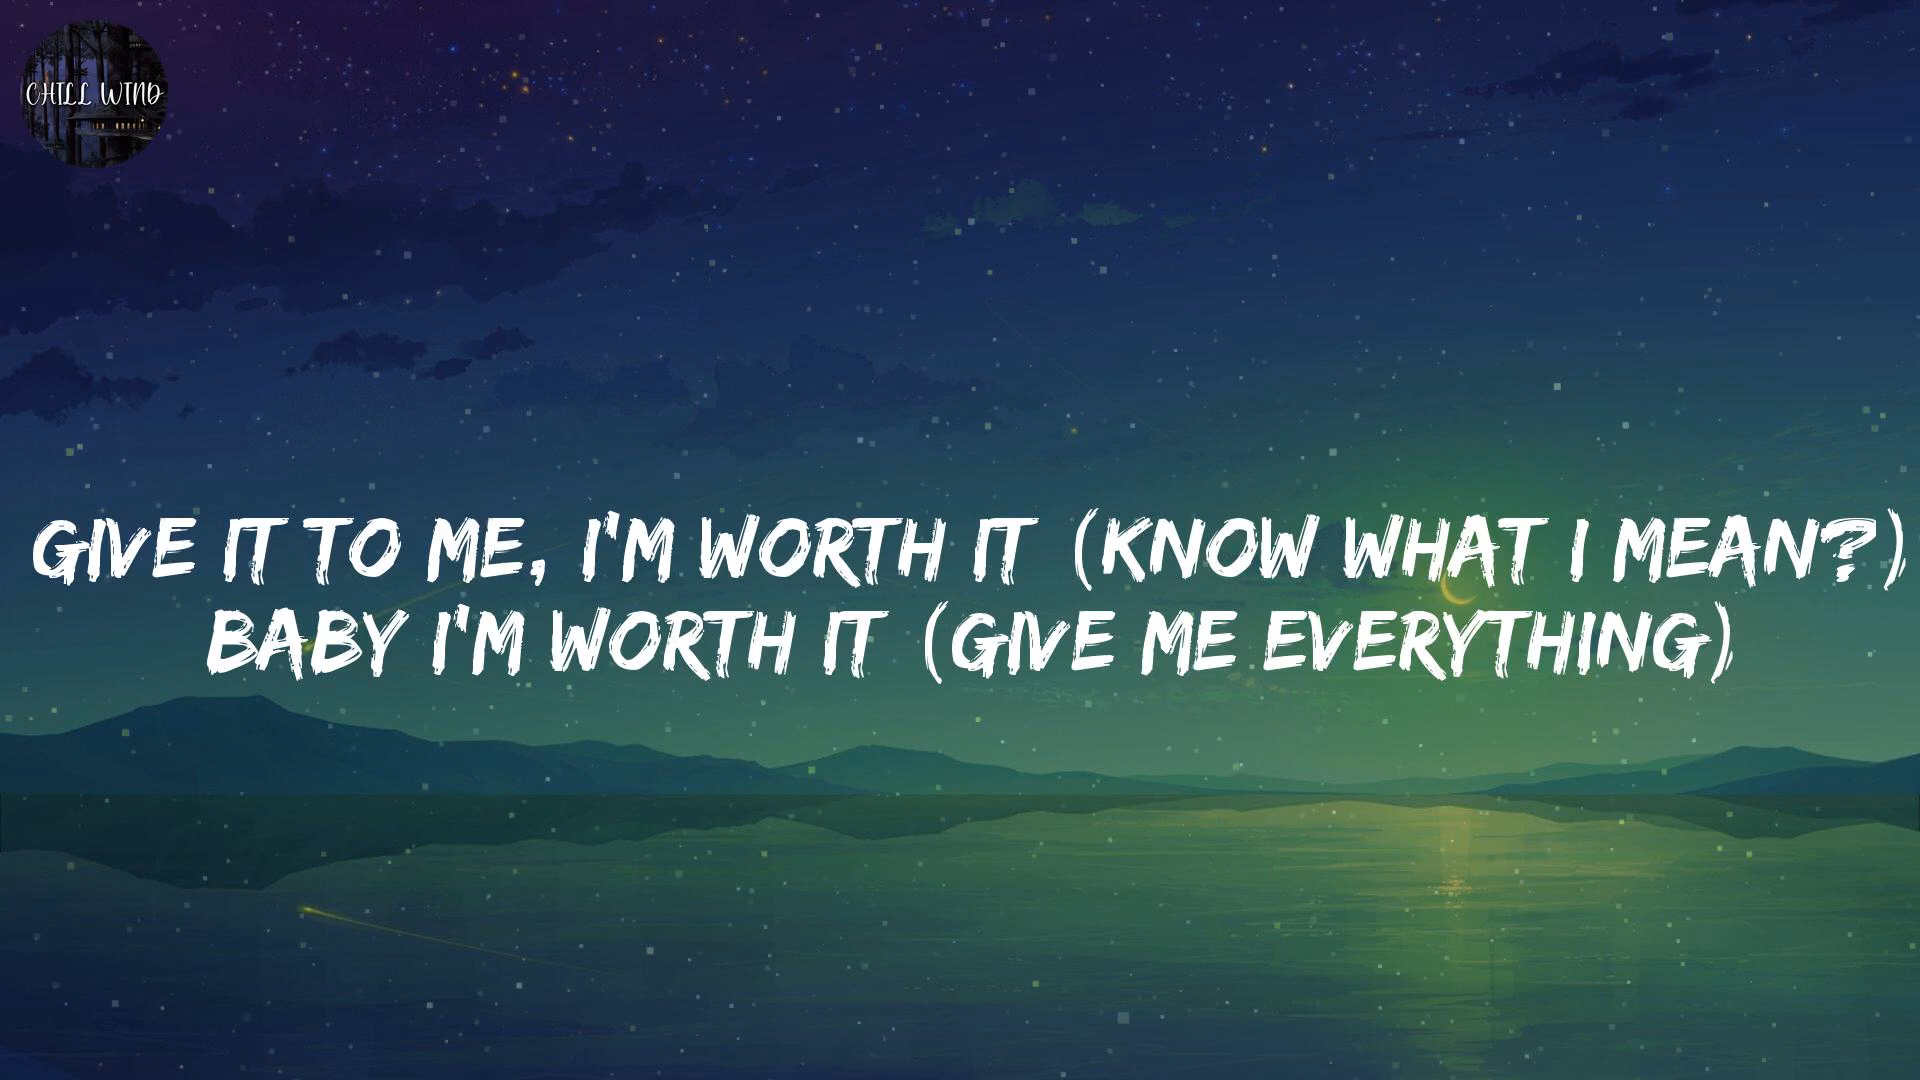 CHILL WIND
GIVE IT TO ME, I'M WORTH IT (KNOW WHAT I MEAN?)
BABY I'M WORTH IT (GIVE ME EVERYTHING)